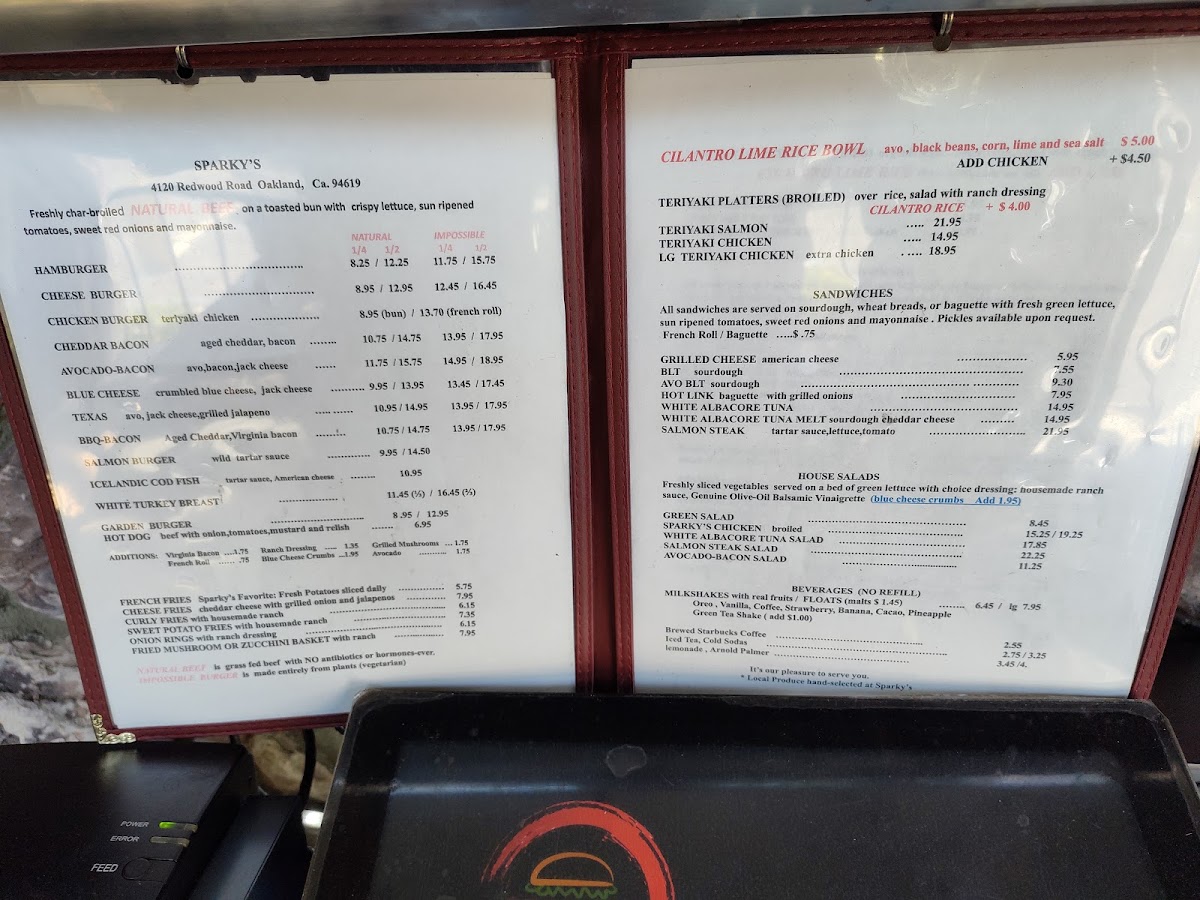 SPARKY'S
4120 Redwood Road Oakland, Ca. 94619
Freshly char-broiled NATURAL BEEF, on a toasted bun with crispy lettuce, sun ripened
tomatoes, sweet red onions and mayonnaise.
NATURAL IMPOSSIBLE
1/4 1/2 1/4 1/2
HAMBURGER .................................. 8.25 / 12.25 11.75 / 15.75
CHEESE BURGER ............................. 8.95 / 12.95 12.45 / 16.45
CHICKEN BURGER teriyaki chicken .................. 8.95 (bun) / 13.70 (french roll)
CHEDDAR BACON aged cheddar, bacon ........ 10.75 / 14.75 13.95 / 17.95
AVOCADO-BACON avo,bacon,jack cheese ...... 11.75 / 15.75 14.95 / 18.95
BLUE CHEESE crumbled blue cheese, jack cheese ........... 9.95 / 13.95 13.45 / 17.45
TEXAS avo, jack cheese,grilled jalapeno ..... ...... 10.95 / 14.95 13.95 / 17.95
BBQ-BACON Aged Cheddar,Virginia bacon ......... 10.75 / 14.75 13.95 / 17.95
SALMON BURGER wild tartar sauce ............. 9.95 / 14.50
ICELANDIC COD FISH tartar sauce, American cheese ........ 10.95
WHITE TURKEY BREAST ................... 11.45 (½) / 16.45 (½)
GARDEN BURGER ............................. 8.95 / 12.95
HOT DOG beef with onion,tomatoes,mustard and relish ........ 6.95
ADDITIONS: Virginia Bacon ....1.75 Ranch Dressing ..... 1.35 Grilled Mushrooms ... 1.75
French Roll ...... .75 Blue Cheese Crumbs ..1.95 Avocado ........... 1.75
FRENCH FRIES Sparky's Favorite: Fresh Potatoes sliced daily ............... 5.75
CHEESE FRIES cheddar cheese with grilled onion and jalapenos ............... 7.95
CURLY FRIES with housemade ranch ............................... 6.15
SWEET POTATO FRIES with housemade ranch ............................... 7.35
ONION RINGS with ranch dressing ............................... 6.15
FRIED MUSHROOM OR ZUCCHINI BASKET with ranch ............... 7.95
NATURAL BEEF is grass fed beef with NO antibiotics or hormones-ever.
IMPOSSIBLE BURGER is made entirely from plants (vegetarian)
CILANTRO LIME RICE BOWL avo , black beans, corn, lime and sea salt $ 5.00
ADD CHICKEN + $4.50
TERIYAKI PLATTERS (BROILED) over rice, salad with ranch dressing
CILANTRO RICE + $ 4.00
TERIYAKI SALMON ..... 21.95
TERIYAKI CHICKEN ..... 14.95
LG TERIYAKI CHICKEN extra chicken . .... 18.95
SANDWICHES
All sandwiches are served on sourdough, wheat breads, or baguette with fresh green lettuce,
sun ripened tomatoes, sweet red onions and mayonnaise . Pickles available upon request.
French Roll / Baguette .....$ .75
GRILLED CHEESE american cheese ................... 5.95
BLT sourdough ................................................... 7.55
AVO BLT sourdough ................................................... 9.30
HOT LINK baguette with grilled onions ........................... 7.95
WHITE ALBACORE TUNA ........................................ 14.95
WHITE ALBACORE TUNA MELT sourdough cheddar cheese ......... 14.95
SALMON STEAK tartar sauce,lettuce,tomato .......................... 21.95
HOUSE SALADS
Freshly sliced vegetables served on a bed of green lettuce with choice dressing: housemade ranch
sauce, Genuine Olive-Oil Balsamic Vinaigrette (blue cheese crumbs Add 1.95)
GREEN SALAD ............................................. 8.45
SPARKY'S CHICKEN broiled ............................................. 15.25 / 19.25
WHITE ALBACORE TUNA SALAD ........................................ 17.85
SALMON STEAK SALAD ............................................. 22.25
AVOCADO-BACON SALAD ................................... 11.25
BEVERAGES (NO REFILL)
MILKSHAKES with real fruits / FLOATS (malts $ 1.45) ....... 6.45 / lg 7.95
Oreo , Vanilla, Coffee, Strawberry, Banana, Cacao, Pineapple
Green Tea Shake ( add $1.00)
Brewed Starbucks Coffee ............................................. 2.55
Iced Tea, Cold Sodas ............................................. 2.75 / 3.25
lemonade , Arnold Palmer ............................................. 3.45 /4.
It's our pleasure to serve you.
* Local Produce hand-selected at Sparky's
POWER
ERROR
FEED